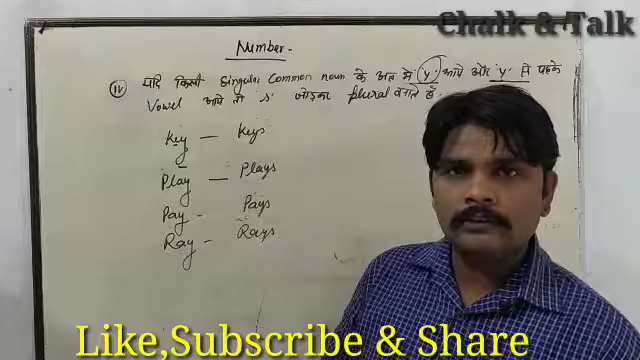 Chalk & Talk
Number.
(IV) यदि किसी Singular Common noun के अन्त में 'y' आये और 'y' से पहले
Vowel आये तो 's' जोड़कर plural बनाते हैं
Key — Keys
Play — Plays
Pay - Pays
Ray - Rays
Like,Subscribe & Share